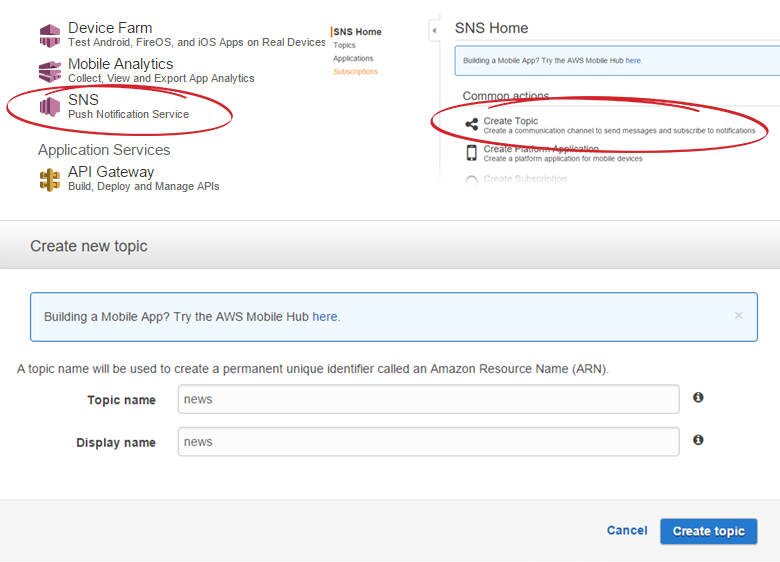 Device Farm
Test Android, FireOS, and iOS Apps on Real Devices
Mobile Analytics
Collect, View and Export App Analytics
SNS
Push Notification Service
Application Services
API Gateway
Build, Deploy and Manage APIs
SNS Home
Topics
Applications
Subscriptions
SNS Home
Building a Mobile App? Try the AWS Mobile Hub here.
Common actions
Create Topic
Create a communication channel to send messages and subscribe to notifications
Create Platform Application
Create a platform application for mobile devices
Create Subscription
Create new topic
Building a Mobile App? Try the AWS Mobile Hub here.
A topic name will be used to create a permanent unique identifier called an Amazon Resource Name (ARN).
Topic name news
Display name news
Cancel Create topic